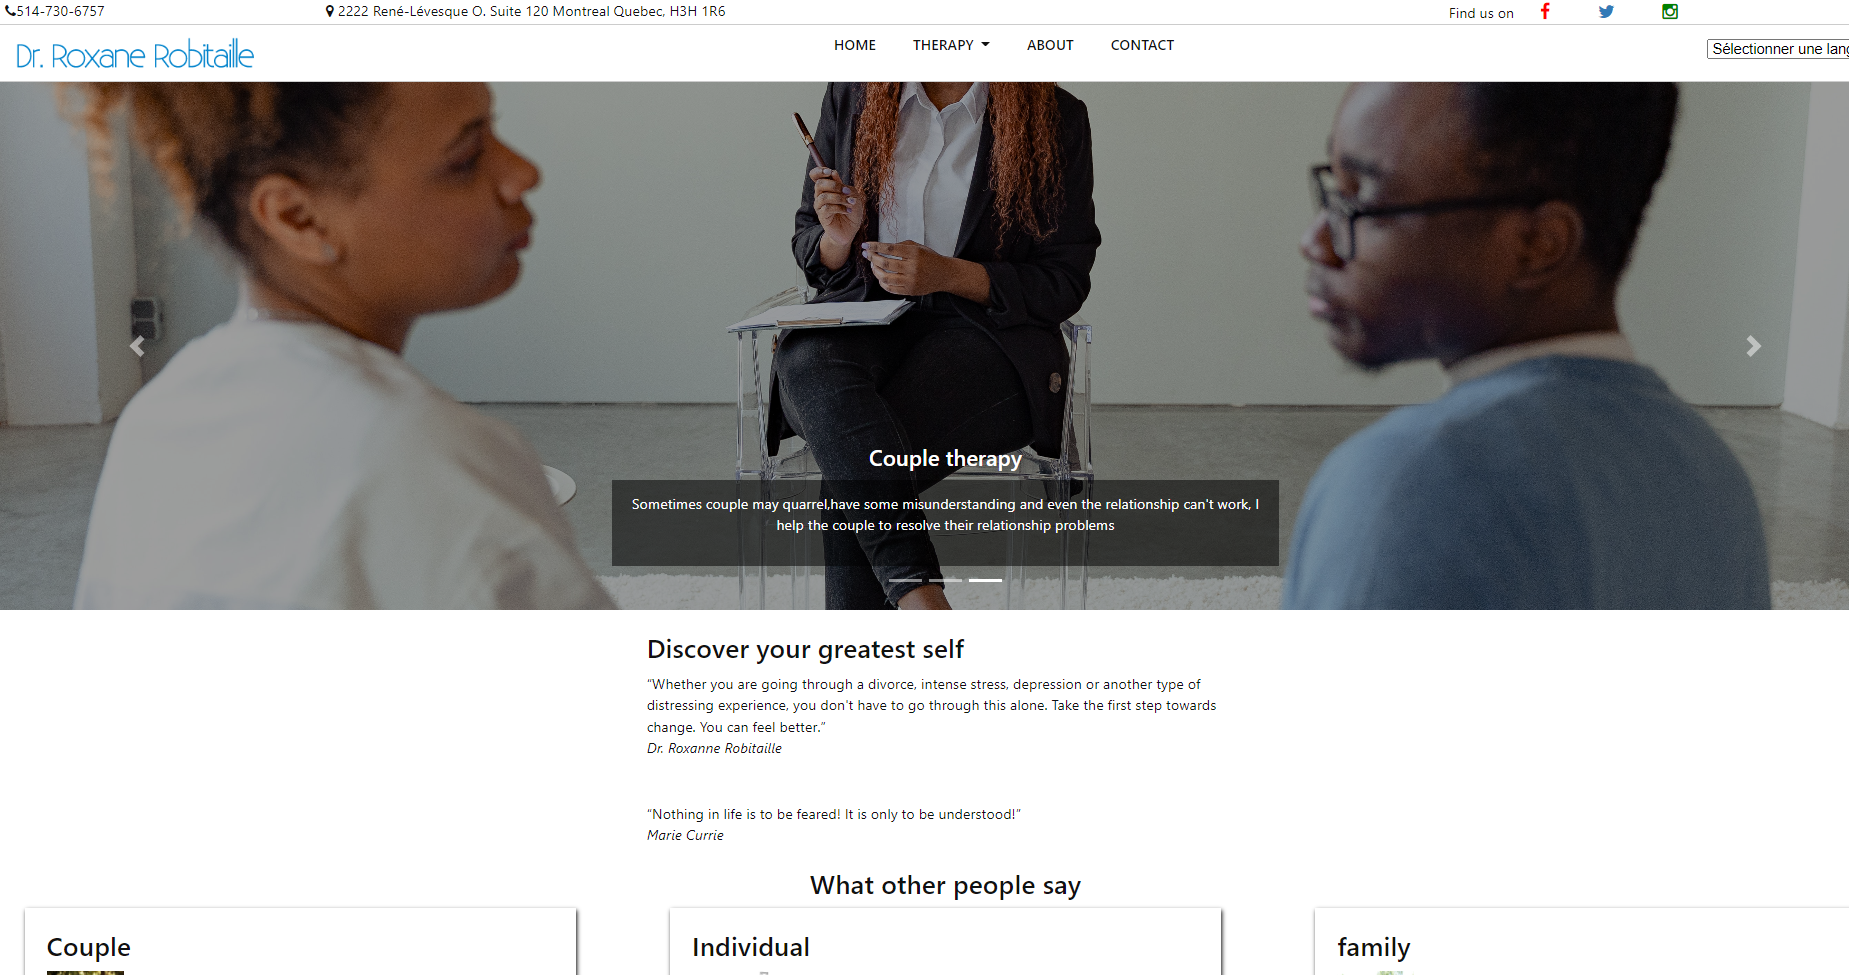 514-730-6757
2222 René-Lévesque O. Suite 120 Montreal Quebec, H3H 1R6
Find us on
Dr. Roxane Robitaille
HOME THERAPY ABOUT CONTACT
Sélectionner une lang
Couple therapy
Sometimes couple may quarrel,have some misunderstanding and even the relationship can't work, I
help the couple to resolve their relationship problems
Discover your greatest self
“Whether you are going through a divorce, intense stress, depression or another type of
distressing experience, you don't have to go through this alone. Take the first step towards
change. You can feel better.”
Dr. Roxanne Robitaille
“Nothing in life is to be feared! It is only to be understood!”
Marie Currie
What other people say
Couple
Individual
family